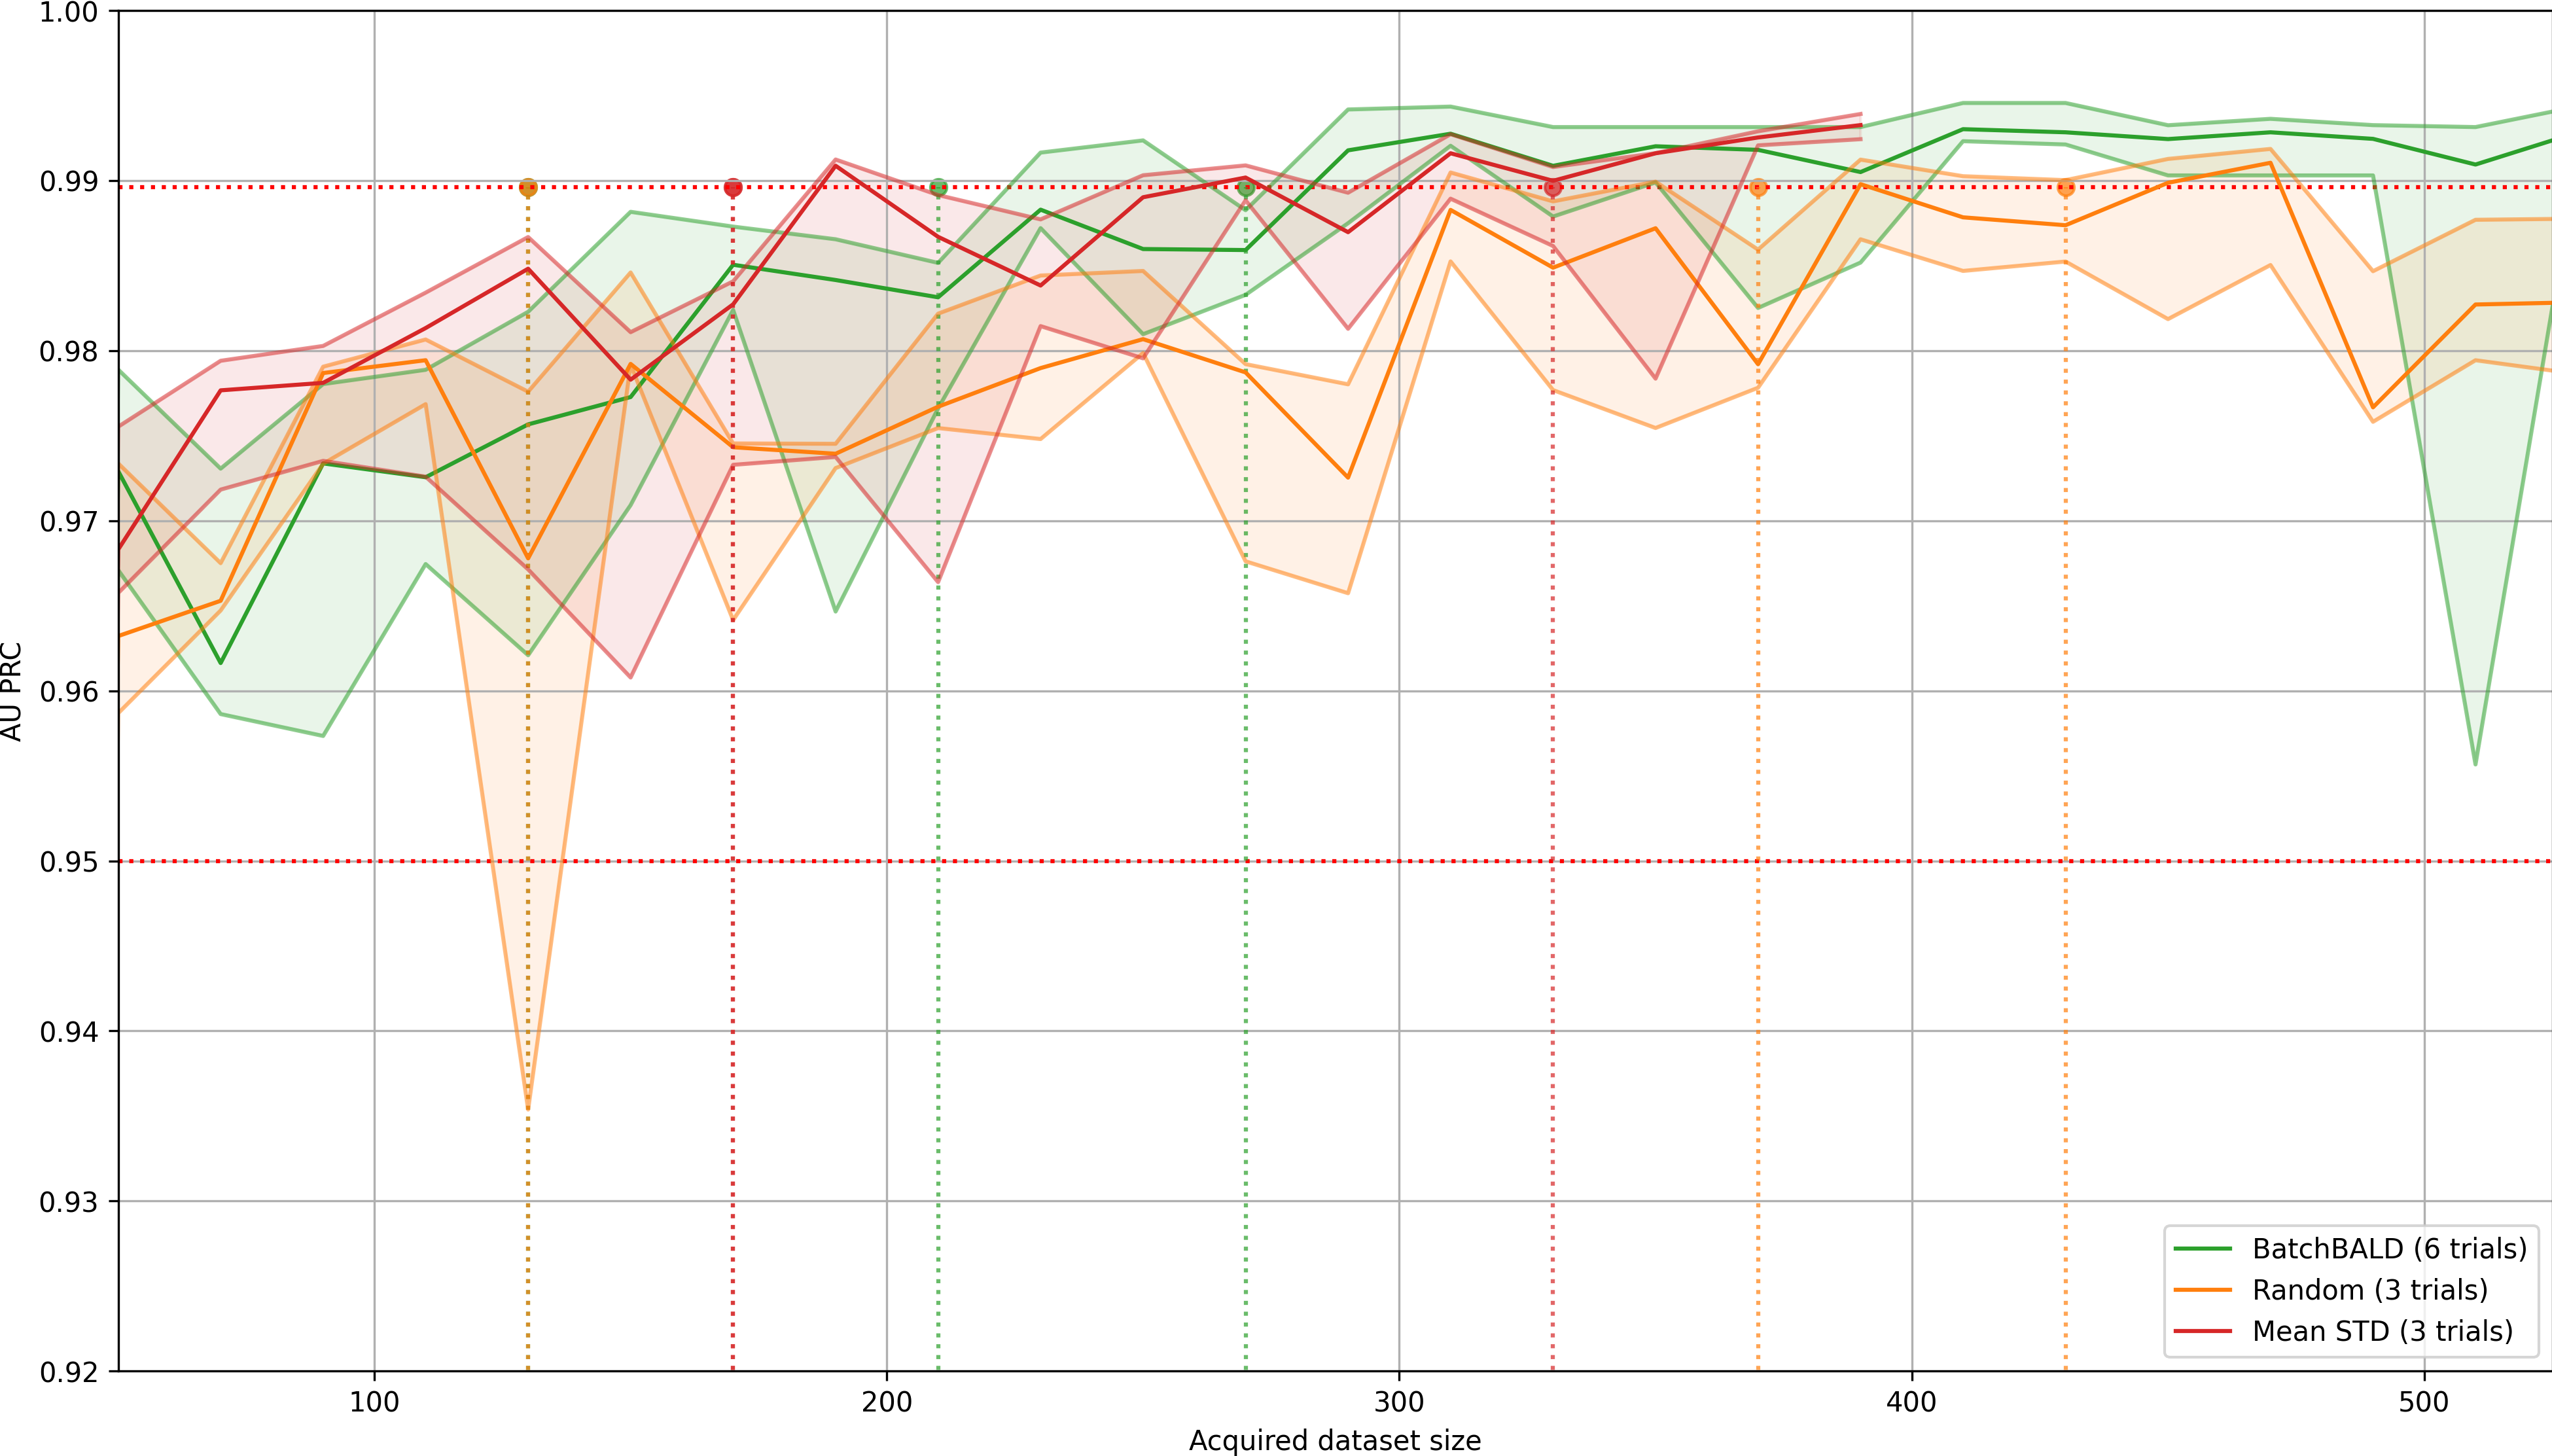 1.00
0.99
0.98
0.97
0.96
0.95
0.94
0.93
0.92
AU PRC
100
200
300
400
500
Acquired dataset size
BatchBALD (6 trials)
Random (3 trials)
Mean STD (3 trials)